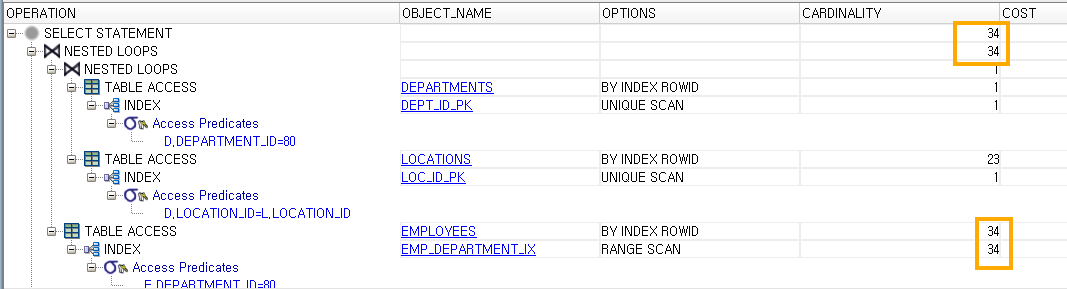 OPERATION OBJECT_NAME OPTIONS CARDINALITY COST
SELECT STATEMENT 34
NESTED LOOPS 34
NESTED LOOPS 1
TABLE ACCESS DEPARTMENTS BY INDEX ROWID 1
INDEX DEPT_ID_PK UNIQUE SCAN 1
Access Predicates
D.DEPARTMENT_ID=80
TABLE ACCESS LOCATIONS BY INDEX ROWID 23
INDEX LOC_ID_PK UNIQUE SCAN 1
Access Predicates
D.LOCATION_ID=L.LOCATION_ID
TABLE ACCESS EMPLOYEES BY INDEX ROWID 34
INDEX EMP_DEPARTMENT_IX RANGE SCAN 34
Access Predicates
E.DEPARTMENT_ID=80